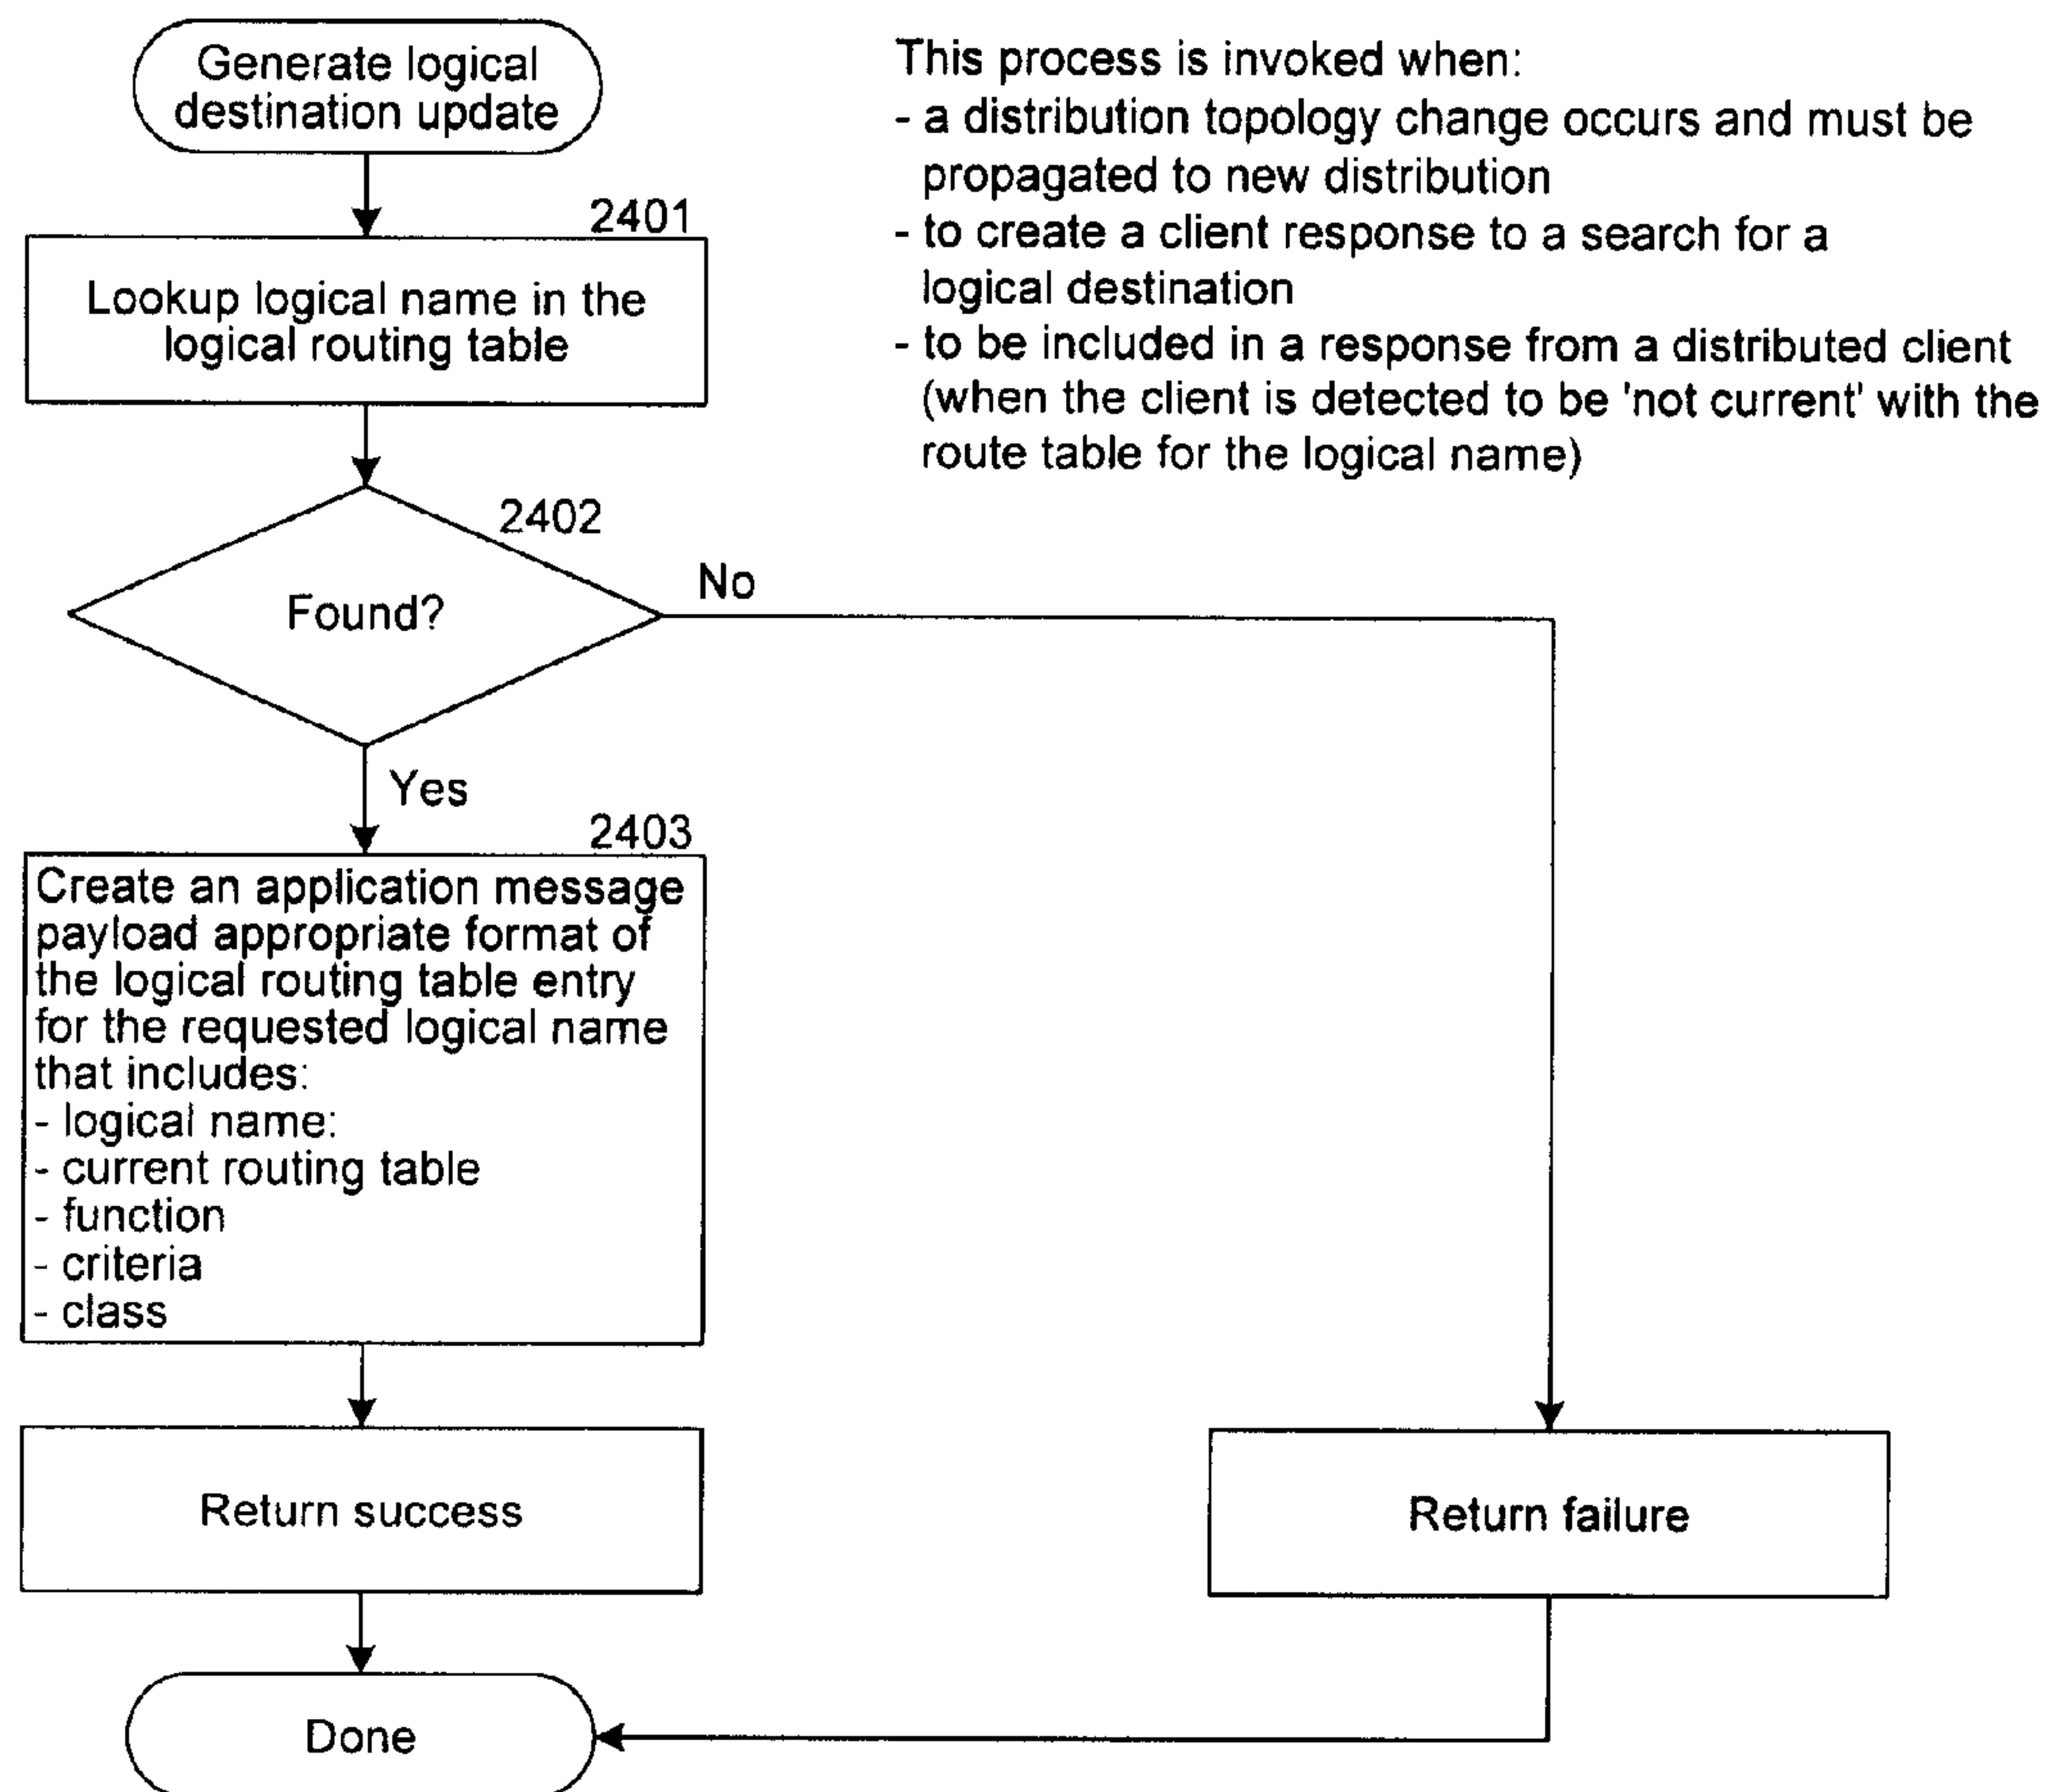 Generate logical
destination update
This process is invoked when:
- a distribution topology change occurs and must be
propagated to new distribution
- to create a client response to a search for a
logical destination
- to be included in a response from a distributed client
(when the client is detected to be 'not current' with the
route table for the logical name)
2401
Lookup logical name in the
logical routing table
2402
Found?
No
Yes
2403
Create an application message
payload appropriate format of
the logical routing table entry
for the requested logical name
that includes:
- logical name:
- current routing table
- function
- criteria
- class
Return success
Return failure
Done